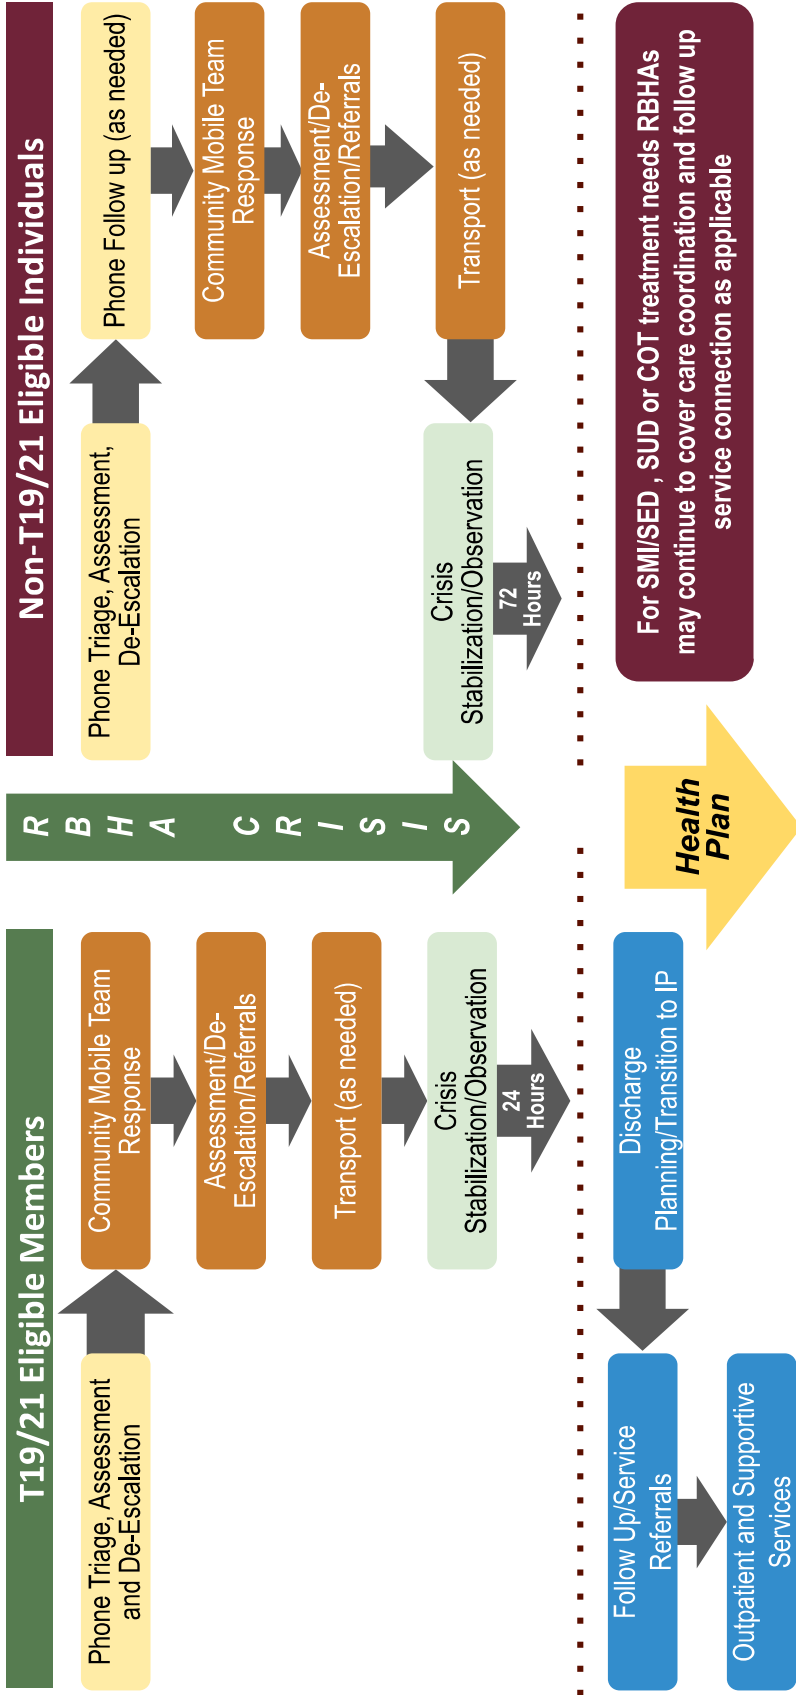 T19/21 Eligible Members
Phone Triage, Assessment
and De-Escalation
Community Mobile Team
Response
Assessment/De-
Escalation/Referrals
Transport (as needed)
Crisis
Stabilization/Observation
24
Hours
Discharge
Planning/Transition to IP
Follow Up/Service
Referrals
Outpatient and Supportive
Services
RBHA CRISIS
Health
Plan
Non-T19/21 Eligible Individuals
Phone Triage, Assessment,
De-Escalation
Phone Follow up (as needed)
Community Mobile Team
Response
Assessment/De-
Escalation/Referrals
Transport (as needed)
Crisis
Stabilization/Observation
72
Hours
For SMI/SED , SUD or COT treatment needs RBHAs
may continue to cover care coordination and follow up
service connection as applicable